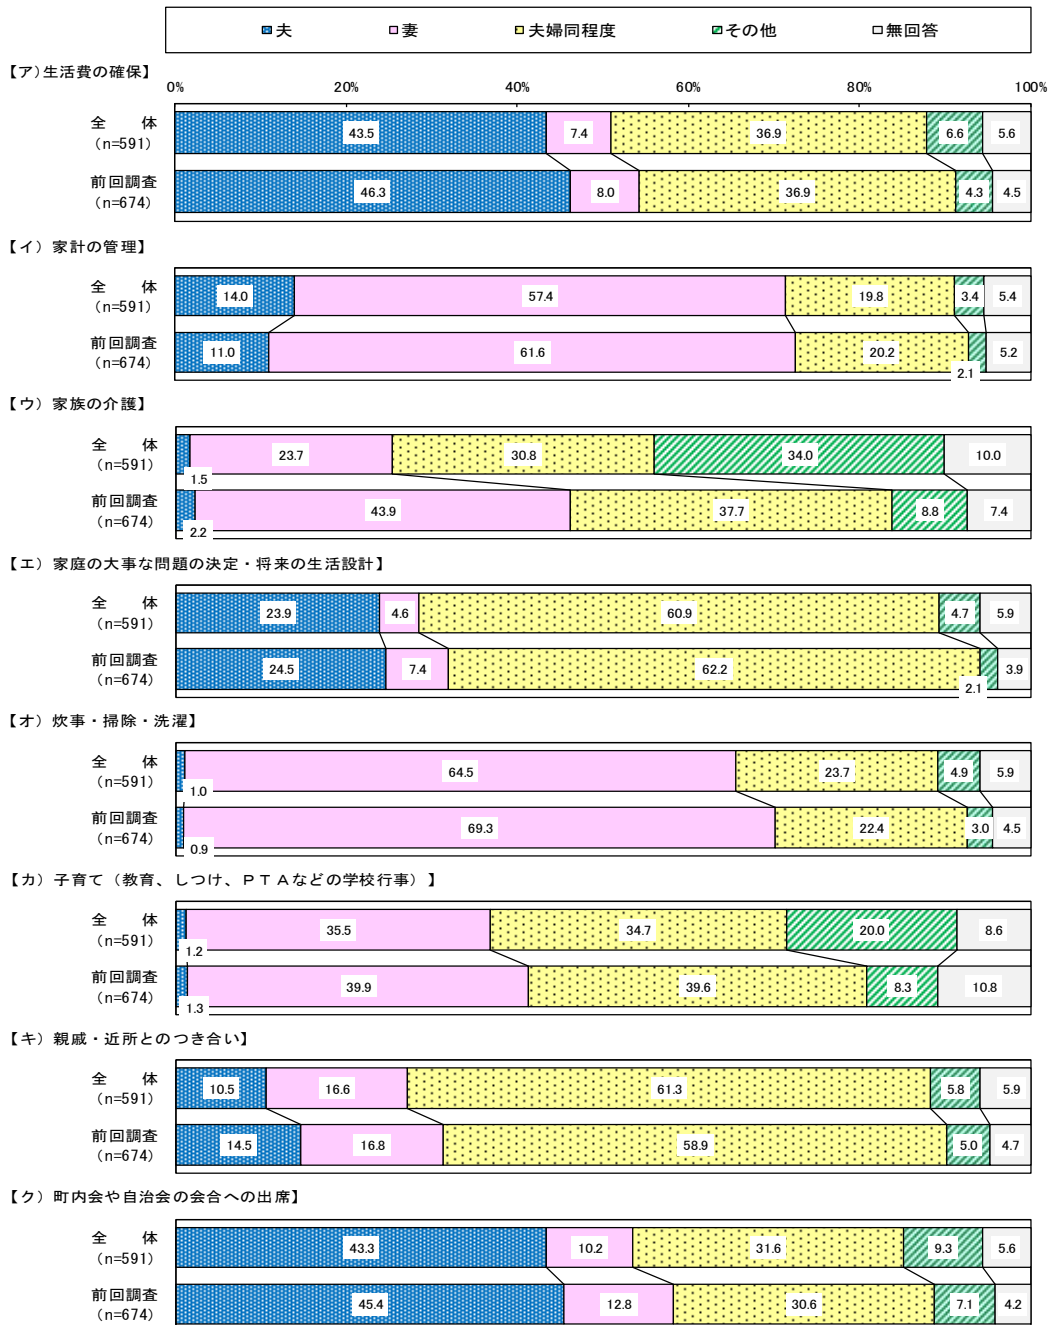 夫 妻 夫婦同程度 その他 無回答
【ア)生活費の確保】
0% 20% 40% 60% 80% 100%
全 体
(n=591)
43.5 7.4 36.9 6.6 5.6
前回調査
(n=674)
46.3 8.0 36.9 4.3 4.5
【イ) 家計の管理】
全 体
(n=591)
14.0 57.4 19.8 3.4 5.4
前回調査
(n=674)
11.0 61.6 20.2 2.1 5.2
【ウ) 家族の介護】
全 体
(n=591)
1.5 23.7 30.8 34.0 10.0
前回調査
(n=674)
2.2 43.9 37.7 8.8 7.4
【エ) 家庭の大事な問題の決定・将来の生活設計】
全 体
(n=591)
23.9 4.6 60.9 4.7 5.9
前回調査
(n=674)
24.5 7.4 62.2 2.1 3.9
【オ) 炊事・掃除・洗濯】
全 体
(n=591)
1.0 64.5 23.7 4.9 5.9
前回調査
(n=674)
0.9 69.3 22.4 3.0 4.5
【カ) 子育て（教育、しつけ、ＰＴＡなどの学校行事）】
全 体
(n=591)
1.2 35.5 34.7 20.0 8.6
前回調査
(n=674)
1.3 39.9 39.6 8.3 10.8
【キ) 親戚・近所とのつき合い】
全 体
(n=591)
10.5 16.6 61.3 5.8 5.9
前回調査
(n=674)
14.5 16.8 58.9 5.0 4.7
【ク) 町内会や自治会の会合への出席】
全 体
(n=591)
43.3 10.2 31.6 9.3 5.6
前回調査
(n=674)
45.4 12.8 30.6 7.1 4.2